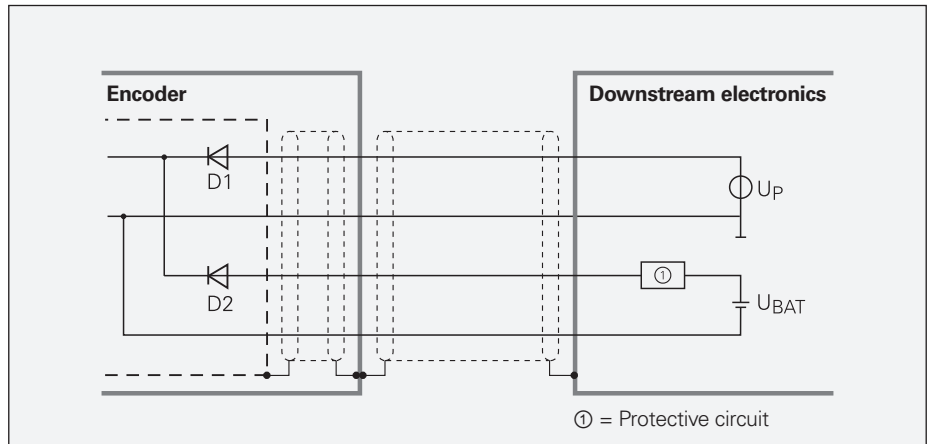 Encoder
Downstream electronics
D1
UP
D2
①
UBAT
① = Protective circuit